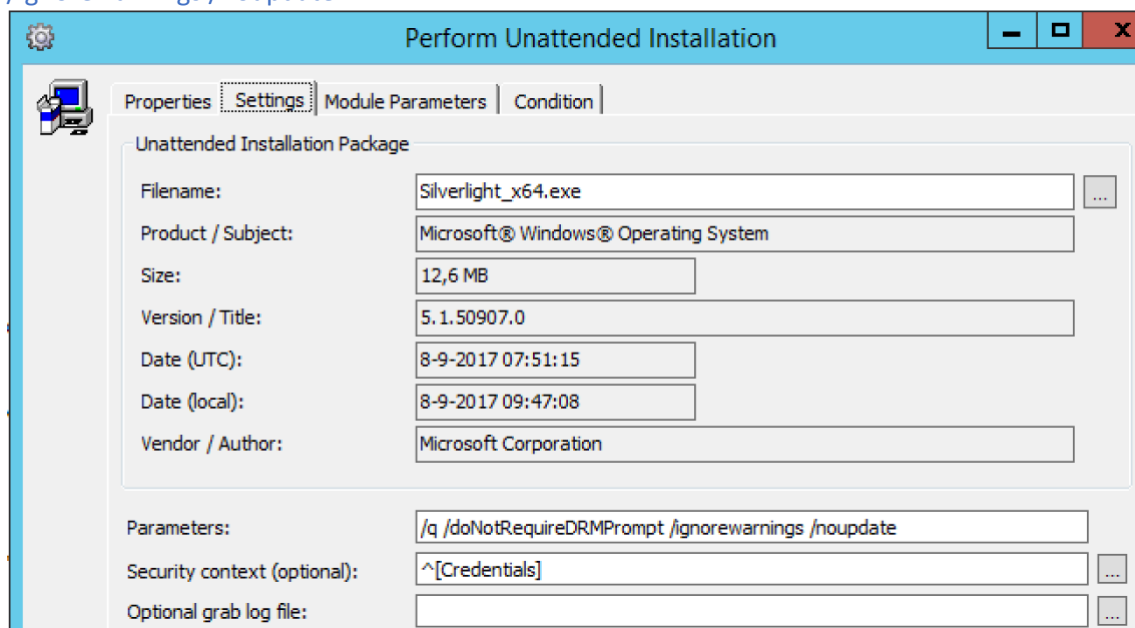 Perform Unattended Installation
Properties Settings Module Parameters Condition
Unattended Installation Package
Filename: Silverlight_x64.exe ...
Product / Subject: Microsoft® Windows® Operating System
Size: 12,6 MB
Version / Title: 5.1.50907.0
Date (UTC): 8-9-2017 07:51:15
Date (local): 8-9-2017 09:47:08
Vendor / Author: Microsoft Corporation
Parameters: /q /doNotRequireDRMPrompt /ignorewarnings /noupdate
Security context (optional): ^[Credentials] ...
Optional grab log file: ...